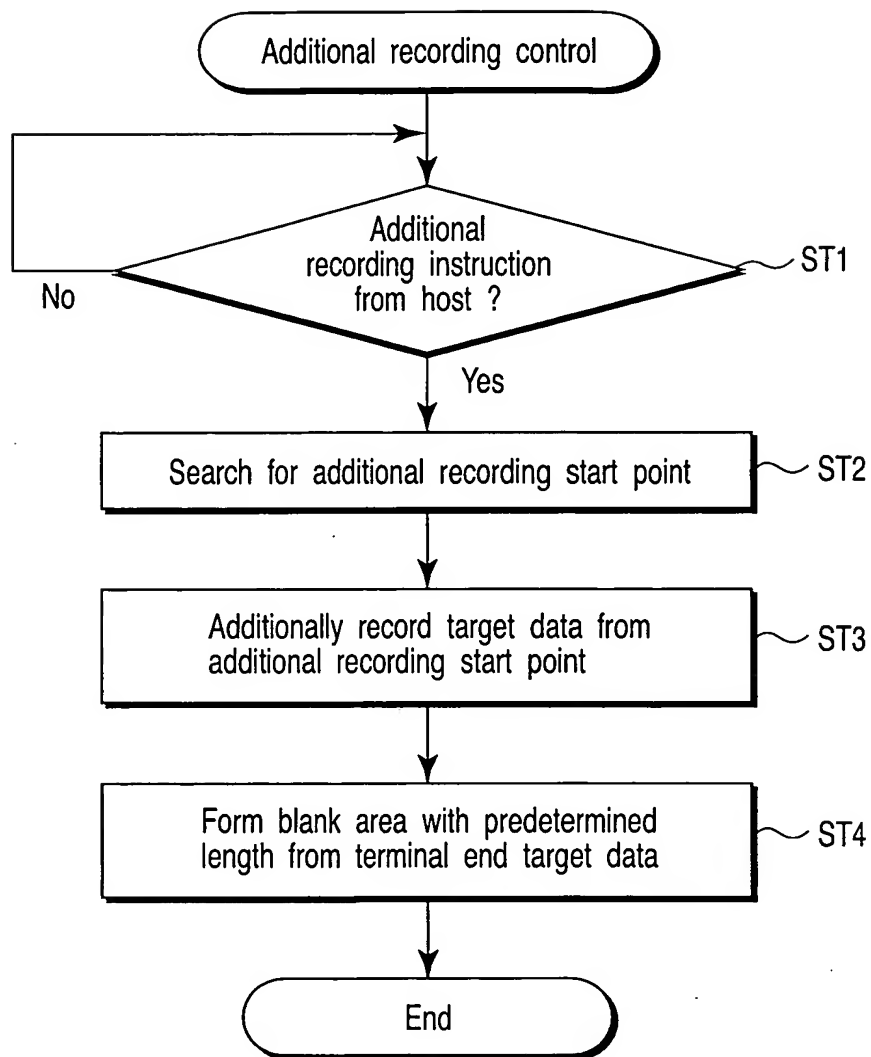 Additional recording control
Additional
recording instruction
from host ?
ST1
No
Yes
Search for additional recording start point
ST2
Additionally record target data from
additional recording start point
ST3
Form blank area with predetermined
length from terminal end target data
ST4
End